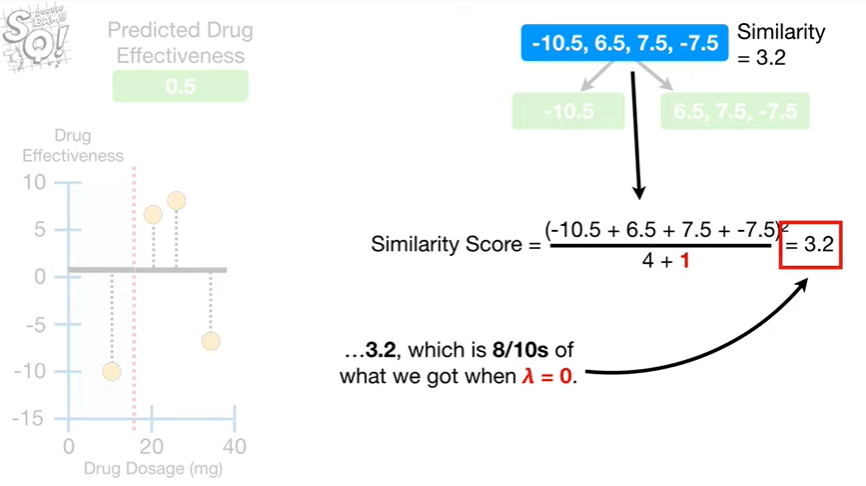 StatQuest!
Predicted Drug
Effectiveness
0.5
-10.5, 6.5, 7.5, -7.5
Similarity
= 3.2
-10.5
6.5, 7.5, -7.5
Drug
Effectiveness
10
5
0
-5
-10
-15
0
20
40
Drug Dosage (mg)
Similarity Score = (-10.5 + 6.5 + 7.5 + -7.5)² = 3.2
4 + 1
…3.2, which is 8/10s of
what we got when λ = 0.